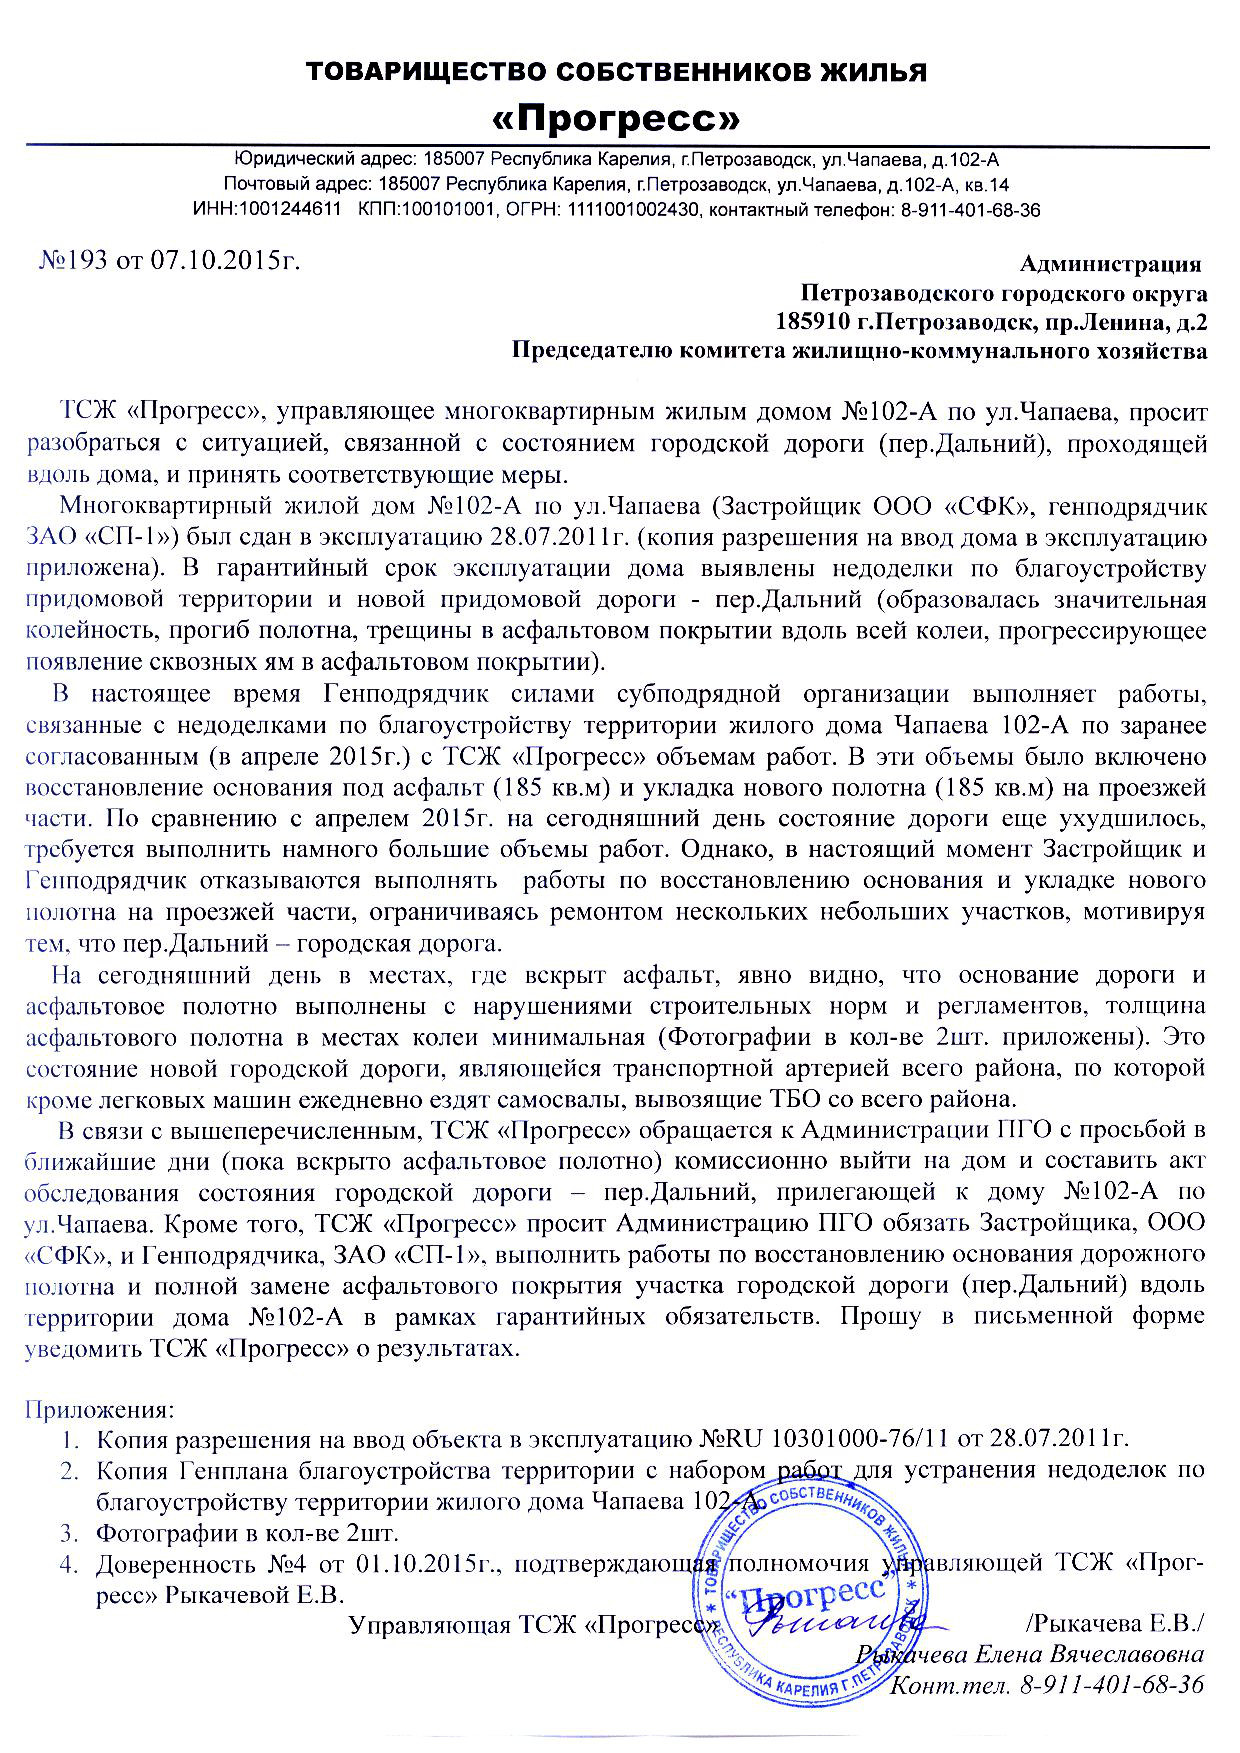 ТОВАРИЩЕСТВО СОБСТВЕННИКОВ ЖИЛЬЯ
«Прогресс»
Юридический адрес: 185007 Республика Карелия, г.Петрозаводск, ул.Чапаева, д.102-А
Почтовый адрес: 185007 Республика Карелия, г.Петрозаводск, ул.Чапаева, д.102-А, кв.14
ИНН:1001244611 КПП:100101001, ОГРН: 1111001002430, контактный телефон: 8-911-401-68-36
№193 от 07.10.2015г.
Администрация
Петрозаводского городского округа
185910 г.Петрозаводск, пр.Ленина, д.2
Председателю комитета жилищно-коммунального хозяйства
ТСЖ «Прогресс», управляющее многоквартирным жилым домом №102-А по ул.Чапаева, просит
разобраться с ситуацией, связанной с состоянием городской дороги (пер.Дальний), проходящей
вдоль дома, и принять соответствующие меры.
Многоквартирный жилой дом №102-А по ул.Чапаева (Застройщик ООО «СФК», генподрядчик
ЗАО «СП-1») был сдан в эксплуатацию 28.07.2011г. (копия разрешения на ввод дома в эксплуатацию
приложена). В гарантийный срок эксплуатации дома выявлены недоделки по благоустройству
придомовой территории и новой придомовой дороги - пер.Дальний (образовалась значительная
колейность, прогиб полотна, трещины в асфальтовом покрытии вдоль всей колеи, прогрессирующее
появление сквозных ям в асфальтовом покрытии).
В настоящее время Генподрядчик силами субподрядной организации выполняет работы,
связанные с недоделками по благоустройству территории жилого дома Чапаева 102-А по заранее
согласованным (в апреле 2015г.) с ТСЖ «Прогресс» объемам работ. В эти объемы было включено
восстановление основания под асфальт (185 кв.м) и укладка нового полотна (185 кв.м) на проезжей
части. По сравнению с апрелем 2015г. на сегодняшний день состояние дороги еще ухудшилось,
требуется выполнить намного большие объемы работ. Однако, в настоящий момент Застройщик и
Генподрядчик отказываются выполнять работы по восстановлению основания и укладке нового
полотна на проезжей части, ограничиваясь ремонтом нескольких небольших участков, мотивируя
тем, что пер.Дальний – городская дорога.
На сегодняшний день в местах, где вскрыт асфальт, явно видно, что основание дороги и
асфальтовое полотно выполнены с нарушениями строительных норм и регламентов, толщина
асфальтового полотна в местах колеи минимальная (Фотографии в кол-ве 2шт. приложены). Это
состояние новой городской дороги, являющейся транспортной артерией всего района, по которой
кроме легковых машин ежедневно ездят самосвалы, вывозящие ТБО со всего района.
В связи с вышеперечисленным, ТСЖ «Прогресс» обращается к Администрации ПГО с просьбой в
ближайшие дни (пока вскрыто асфальтовое полотно) комиссионно выйти на дом и составить акт
обследования состояния городской дороги – пер.Дальний, прилегающей к дому №102-А по
ул.Чапаева. Кроме того, ТСЖ «Прогресс» просит Администрацию ПГО обязать Застройщика, ООО
«СФК», и Генподрядчика, ЗАО «СП-1», выполнить работы по восстановлению основания дорожного
полотна и полной замене асфальтового покрытия участка городской дороги (пер.Дальний) вдоль
территории дома №102-А в рамках гарантийных обязательств. Прошу в письменной форме
уведомить ТСЖ «Прогресс» о результатах.
Приложения:
1. Копия разрешения на ввод объекта в эксплуатацию №RU 10301000-76/11 от 28.07.2011г.
2. Копия Генплана благоустройства территории с набором работ для устранения недоделок по
благоустройству территории жилого дома Чапаева 102-А.
3. Фотографии в кол-ве 2шт.
4. Доверенность №4 от 01.10.2015г., подтверждающая полномочия управляющей ТСЖ «Прог-
ресс» Рыкачевой Е.В.
Управляющая ТСЖ «Прогресс» /Рыкачева Е.В./
Рыкачева Елена Вячеславовна
Конт.тел. 8-911-401-68-36
* ТОВАРИЩЕСТВО СОБСТВЕННИКОВ ЖИЛЬЯ *
"Прогресс"
РЕСПУБЛИКА КАРЕЛИЯ Г.ПЕТРОЗАВОДСК